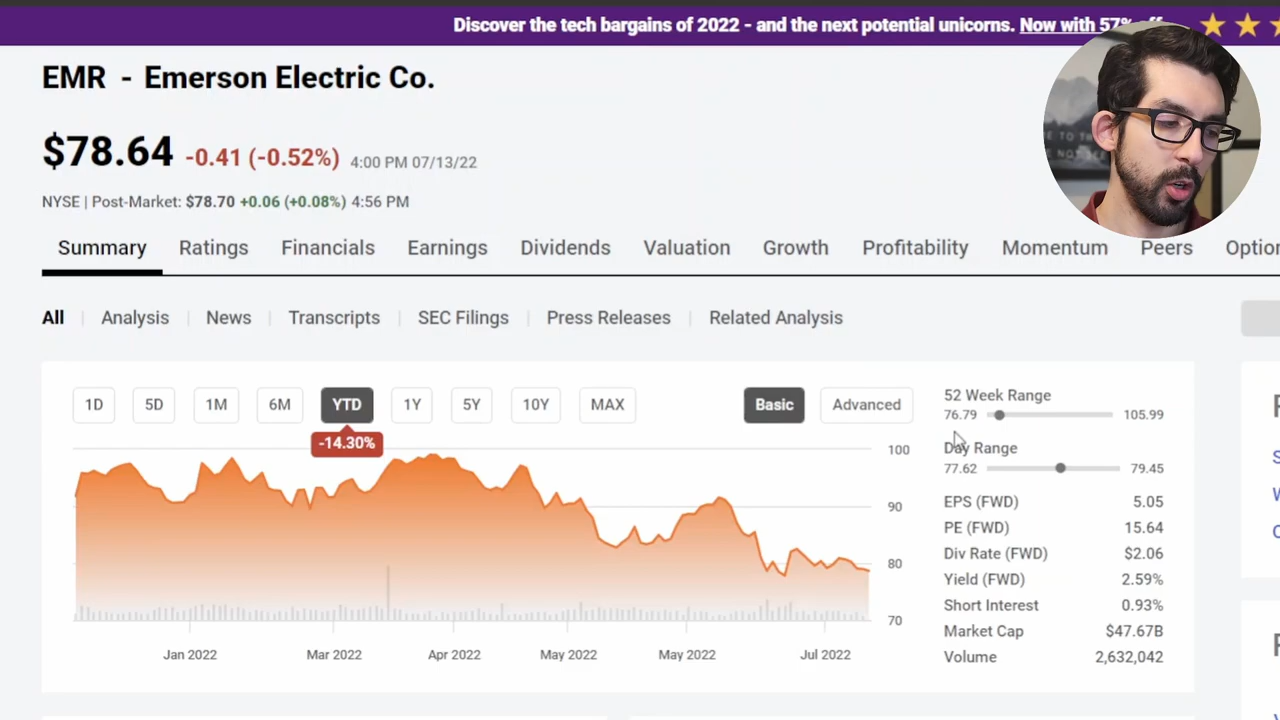 Discover the tech bargains of 2022 - and the next potential unicorns. Now with 57% off
EMR - Emerson Electric Co.
$78.64 -0.41 (-0.52%) 4:00 PM 07/13/22
NYSE | Post-Market: $78.70 +0.06 (+0.08%) 4:56 PM
Summary Ratings Financials Earnings Dividends Valuation Growth Profitability Momentum Peers Option
All | Analysis | News | Transcripts | SEC Filings | Press Releases | Related Analysis
1D 5D 1M 6M YTD 1Y 5Y 10Y MAX Basic Advanced
-14.30%
100
90
80
70
Jan 2022 Mar 2022 Apr 2022 May 2022 May 2022 Jul 2022
52 Week Range
76.79 105.99
Day Range
77.62 79.45
EPS (FWD) 5.05
PE (FWD) 15.64
Div Rate (FWD) $2.06
Yield (FWD) 2.59%
Short Interest 0.93%
Market Cap $47.67B
Volume 2,632,042